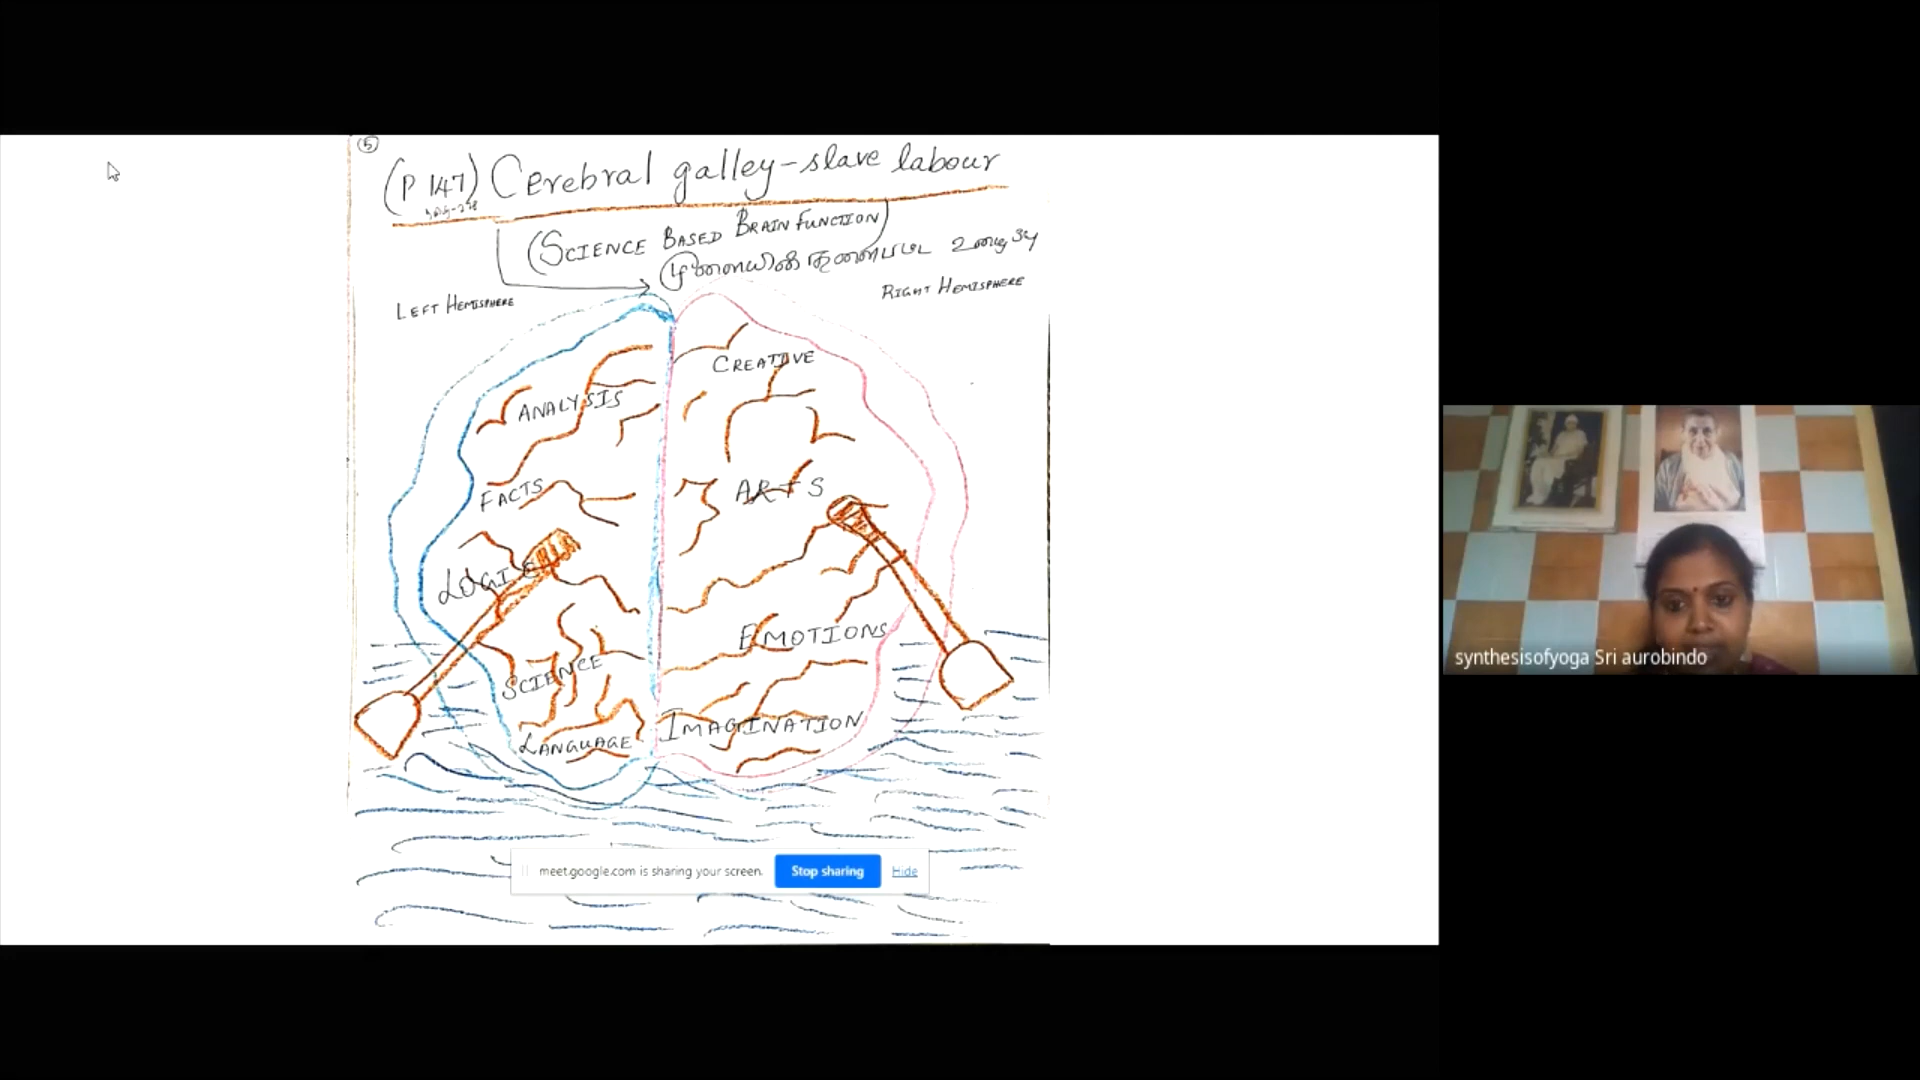 5
(P 147) Cerebral galley-slave labour
(SCIENCE BASED BRAIN FUNCTION)
LEFT HEMISPHERE
RIGHT HEMISPHERE
CREATIVE
ANALYSIS
FACTS
ARTS
LOGIC
EMOTIONS
SCIENCE
LANGUAGE
IMAGINATION
meet.google.com is sharing your screen.
Stop sharing
Hide
synthesisofyoga Sri aurobindo